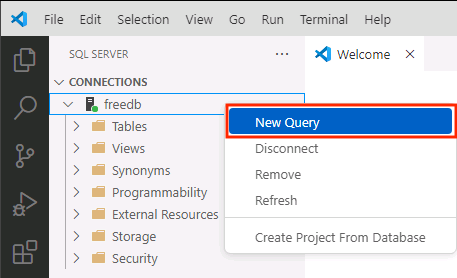 File Edit Selection View Go Run Terminal Help
SQL SERVER ···
Welcome
CONNECTIONS
freedb
New Query
Tables
Disconnect
Views
Remove
Synonyms
Refresh
Programmability
External Resources
Create Project From Database
Storage
Security